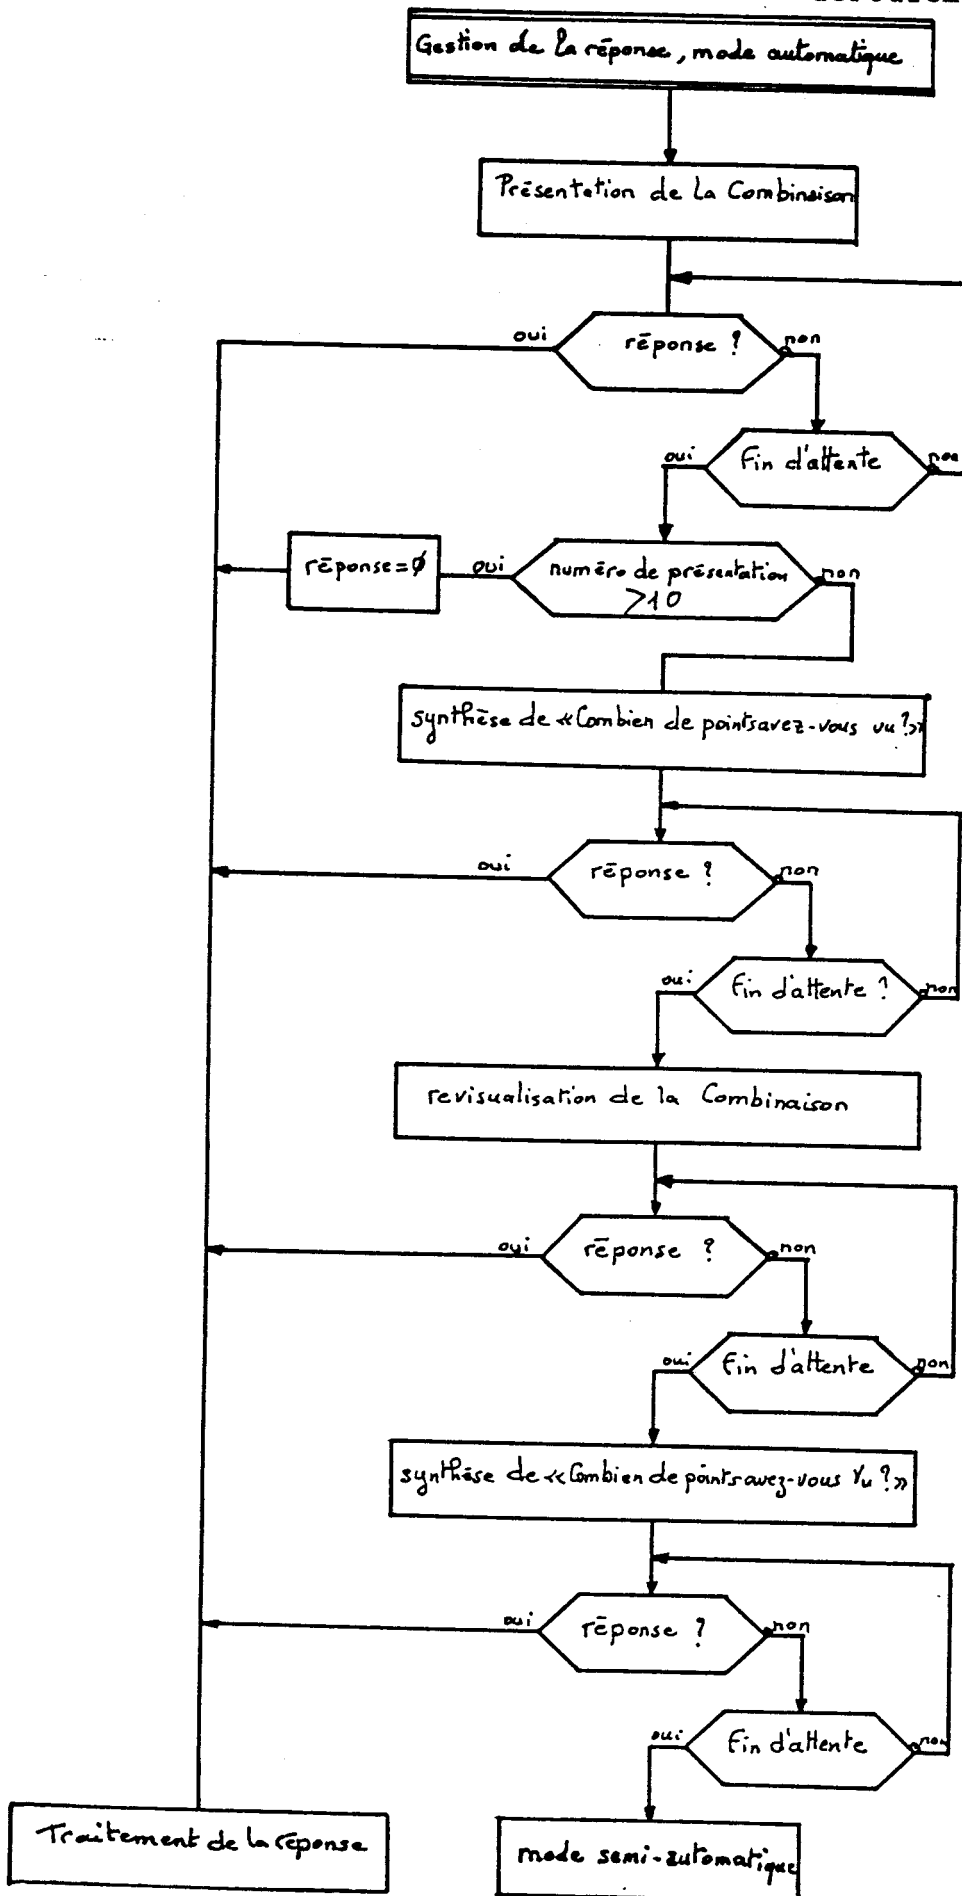 Gestion de la réponse, mode automatique
Présentation de la Combinaison
oui
réponse ?
non
oui
Fin d'attente
non
réponse=Ø
oui
numéro de présentation
>10
non
synthèse de «Combien de points avez-vous vu ?»
oui
réponse ?
non
oui
Fin d'attente ?
non
revisualisation de la Combinaison
oui
réponse ?
non
oui
Fin d'attente
non
synthèse de «Combien de points avez-vous Vu ?»
oui
réponse ?
non
oui
Fin d'attente
non
Traitement de la réponse
mode semi-automatique